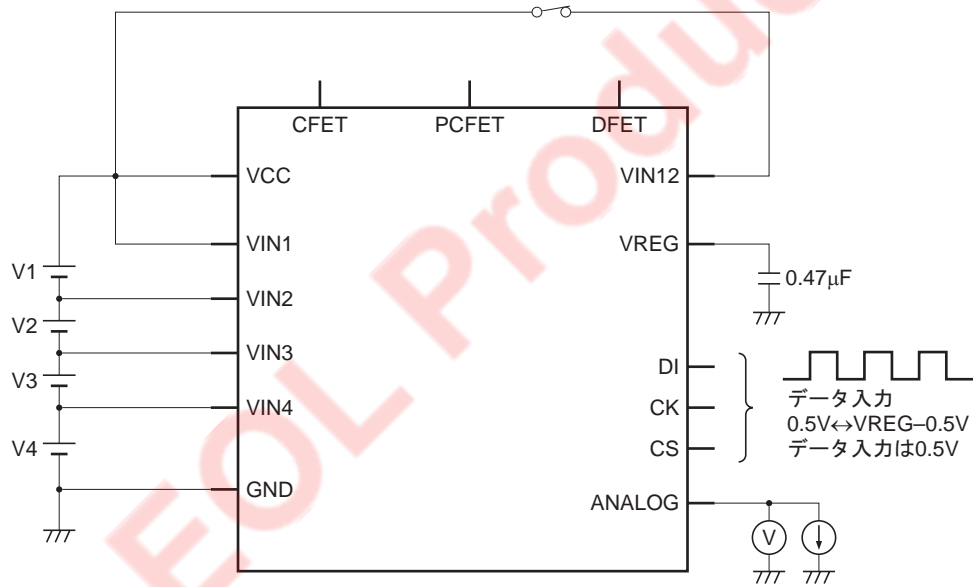 CFET
PCFET
DFET
VCC
VIN12
VIN1
VREG
V1
0.47μF
VIN2
V2
VIN3
DI
V3
データ入力
VIN4
CK
0.5V↔VREG–0.5V
V4
CS
データ入力は0.5V
GND
ANALOG
V
EOL Produc